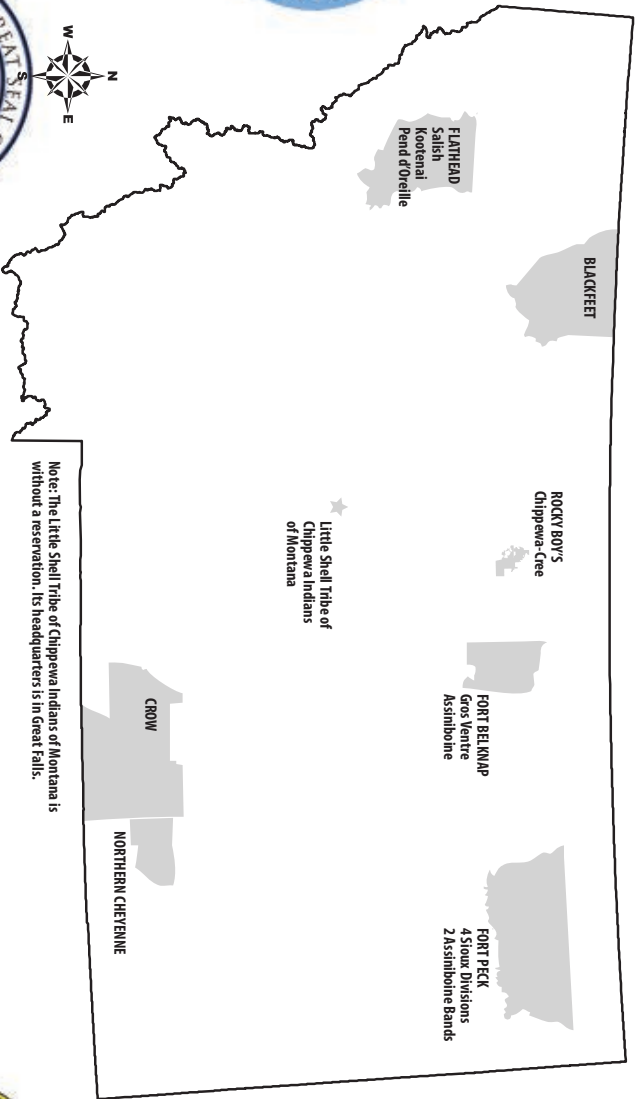 GREAT SEAL
N
W
S
E
BLACKFEET
FLATHEAD
Salish
Kootenai
Pend d'Oreille
ROCKY BOY'S
Chippewa-Cree
FORT BELKNAP
Gros Ventre
Assiniboine
FORT PECK
4 Sioux Divisions
2 Assiniboine Bands
Little Shell Tribe of
Chippewa Indians
of Montana
CROW
NORTHERN CHEYENNE
Note: The Little Shell Tribe of Chippewa Indians of Montana is
without a reservation. Its headquarters is in Great Falls.